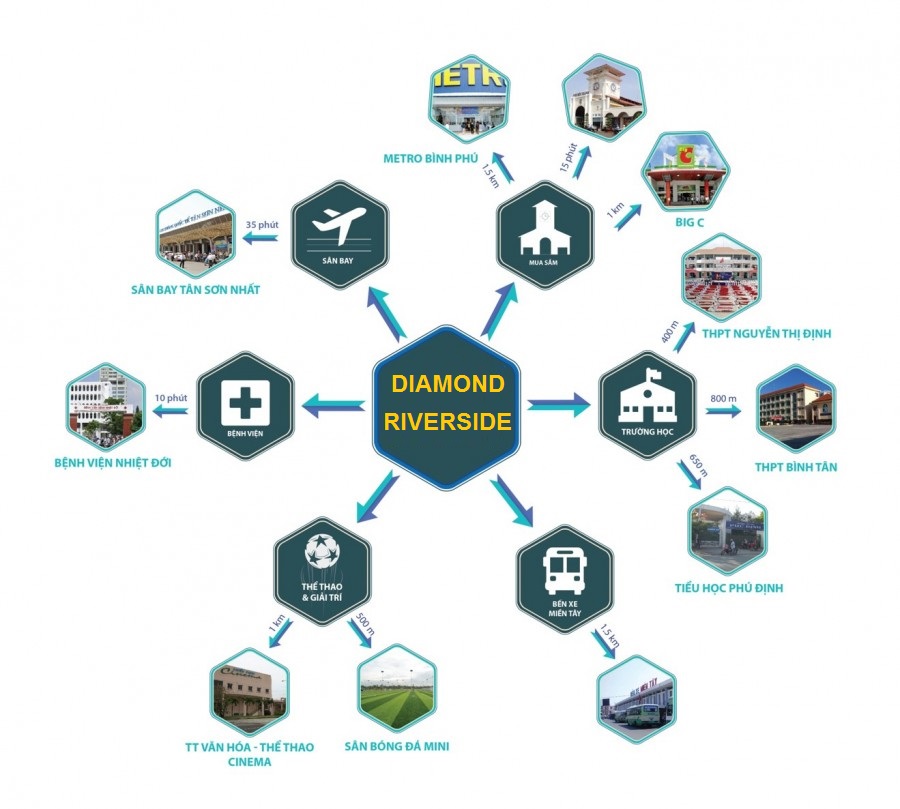 METRO BÌNH PHÚ
1.5 km
15 phút
1 km
BIG C
MUA SẮM
SÂN BAY
35 phút
SÂN BAY TÂN SƠN NHẤT
400 m
THPT NGUYỄN THỊ ĐỊNH
DIAMOND
RIVERSIDE
TRƯỜNG HỌC
800 m
THPT BÌNH TÂN
650 m
TIỂU HỌC PHÚ ĐỊNH
BỆNH VIỆN
10 phút
BỆNH VIỆN NHIỆT ĐỚI
THỂ THAO
& GIẢI TRÍ
1 km
500 m
TT VĂN HÓA - THỂ THAO
CINEMA
SÂN BÓNG ĐÁ MINI
BẾN XE
MIỀN TÂY
1.5 km